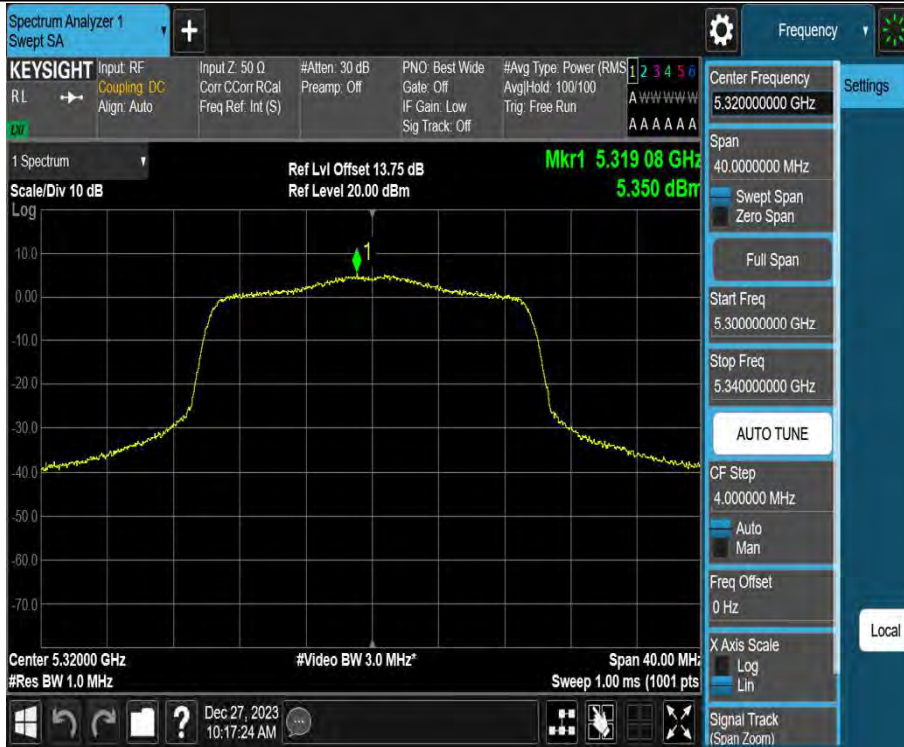 Spectrum Analyzer 1
Swept SA
+
Frequency
KEYSIGHT
RL
LXI
Input: RF
Coupling: DC
Align: Auto
Input Z: 50 Ω
Corr CCorr RCal
Freq Ref: Int (S)
#Atten: 30 dB
Preamp: Off
PNO: Best Wide
Gate: Off
IF Gain: Low
Sig Track: Off
#Avg Type: Power (RMS
Avg|Hold: 100/100
Trig: Free Run
1 2 3 4 5 6
A W W W W W
A A A A A A
Center Frequency
5.320000000 GHz
Settings
1 Spectrum
Scale/Div 10 dB
Ref Lvl Offset 13.75 dB
Ref Level 20.00 dBm
Mkr1 5.319 08 GHz
5.350 dBm
Span
40.0000000 MHz
Swept Span
Zero Span
Full Span
Start Freq
5.300000000 GHz
Stop Freq
5.340000000 GHz
AUTO TUNE
CF Step
4.000000 MHz
Auto
Man
Freq Offset
0 Hz
X Axis Scale
Log
Lin
Signal Track
(Span Zoom)
Local
Log
1
10.0
0.00
-10.0
-20.0
-30.0
-40.0
-50.0
-60.0
-70.0
Center 5.32000 GHz
#Res BW 1.0 MHz
#Video BW 3.0 MHz*
Span 40.00 MHz
Sweep 1.00 ms (1001 pts
?
Dec 27, 2023
10:17:24 AM